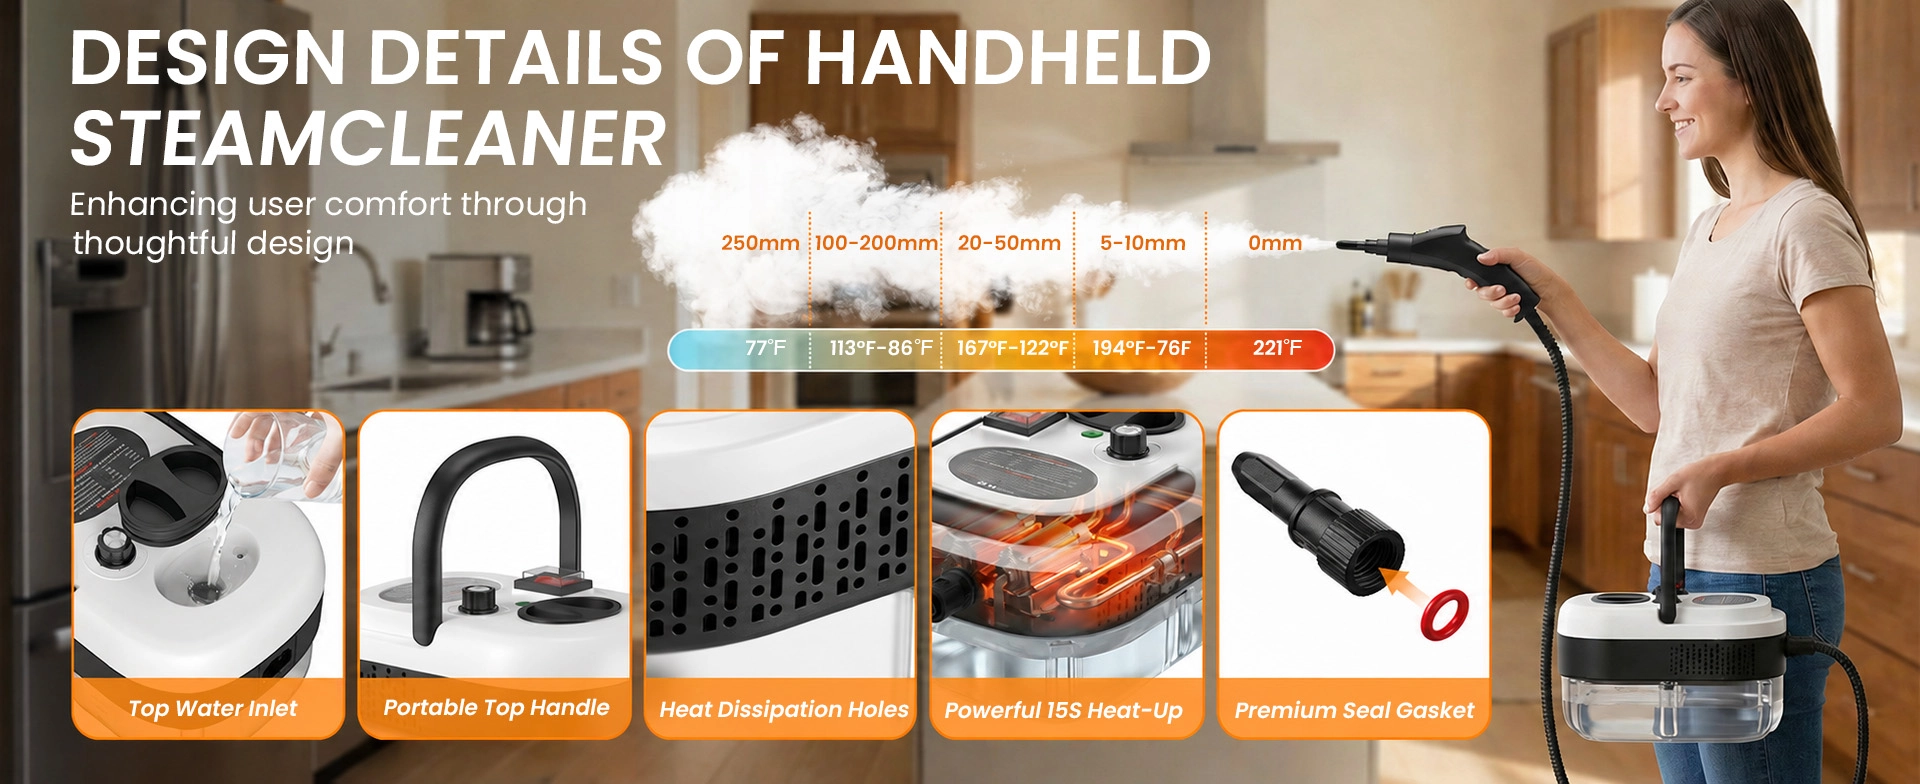 DESIGN DETAILS OF HANDHELD
STEAMCLEANER
Enhancing user comfort through
thoughtful design
250mm 100-200mm 20-50mm 5-10mm 0mm
77°F 113°F-86°F 167°F-122°F 194°F-76F 221°F
Top Water Inlet
Portable Top Handle
Heat Dissipation Holes
Powerful 15S Heat-Up
Premium Seal Gasket